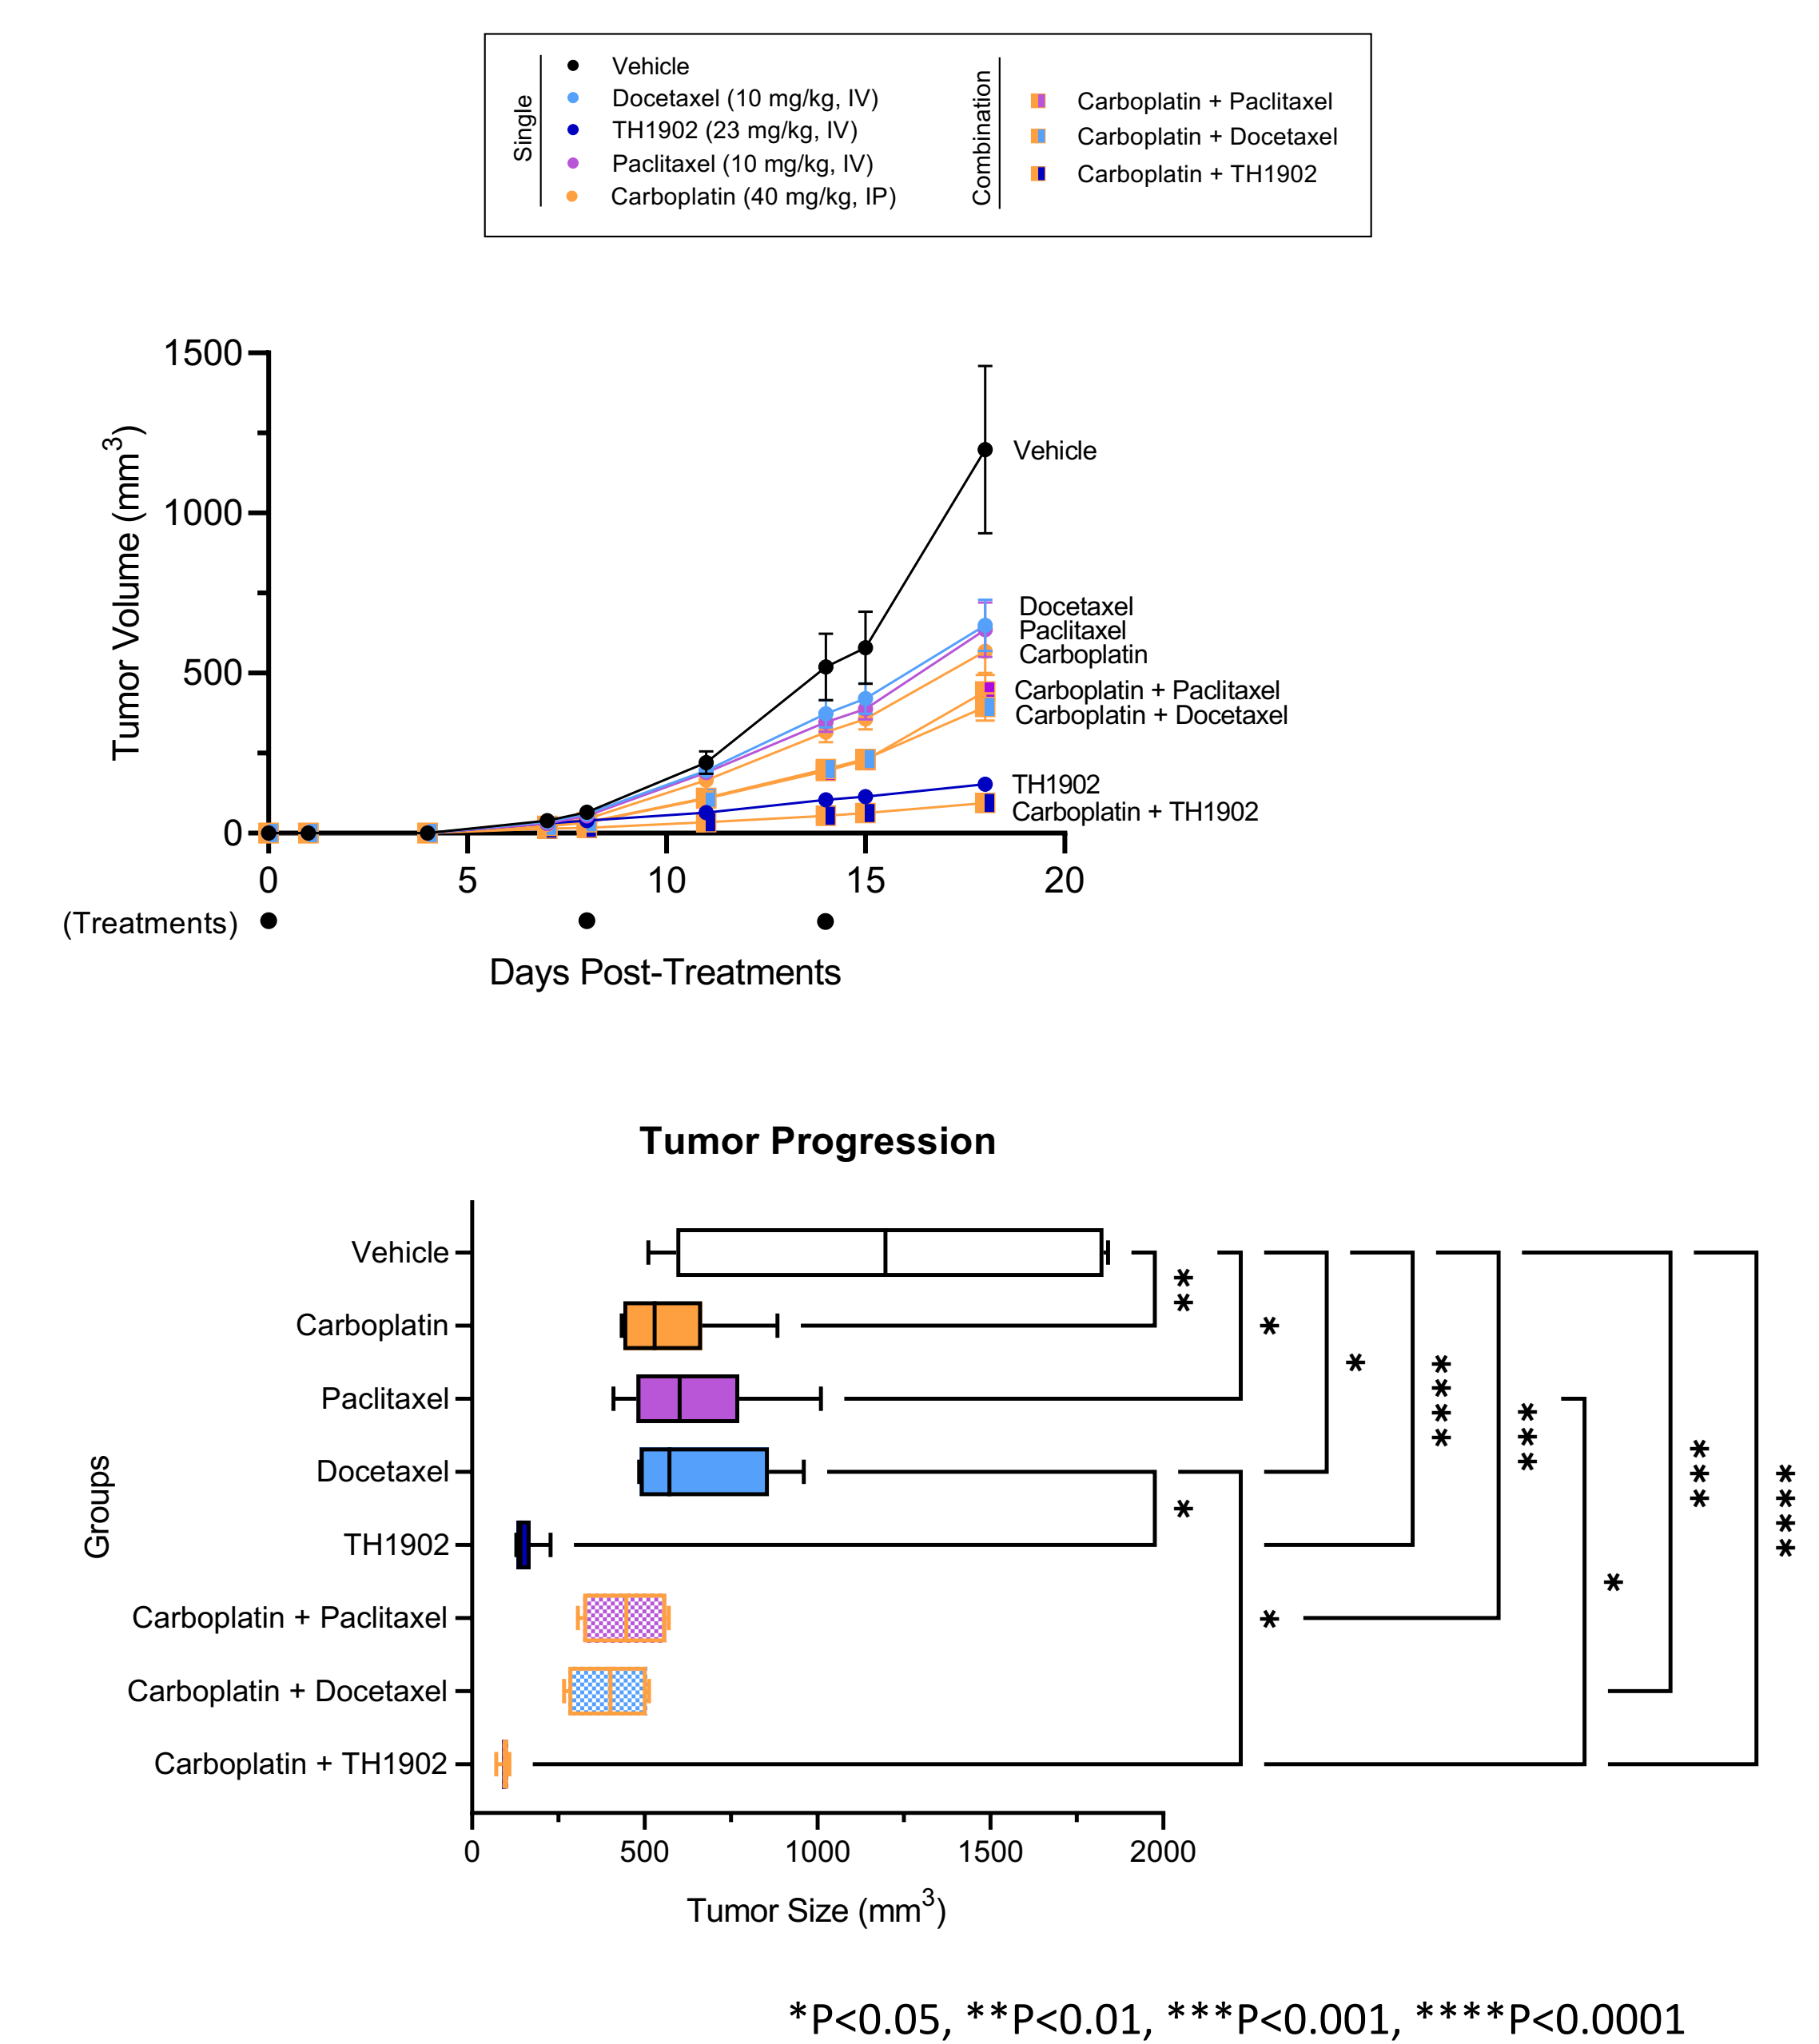 Single
Vehicle
Docetaxel (10 mg/kg, IV)
TH1902 (23 mg/kg, IV)
Paclitaxel (10 mg/kg, IV)
Carboplatin (40 mg/kg, IP)
Combination
Carboplatin + Paclitaxel
Carboplatin + Docetaxel
Carboplatin + TH1902
Tumor Volume (mm³)
1500
1000
500
0
Vehicle
Docetaxel
Paclitaxel
Carboplatin
Carboplatin + Paclitaxel
Carboplatin + Docetaxel
TH1902
Carboplatin + TH1902
0 5 10 15 20
(Treatments)
Days Post-Treatments
Tumor Progression
Groups
Vehicle
Carboplatin
Paclitaxel
Docetaxel
TH1902
Carboplatin + Paclitaxel
Carboplatin + Docetaxel
Carboplatin + TH1902
**
*
*
****
***
*
*
*
***
****
0 500 1000 1500 2000
Tumor Size (mm³)
*P<0.05, **P<0.01, ***P<0.001, ****P<0.0001